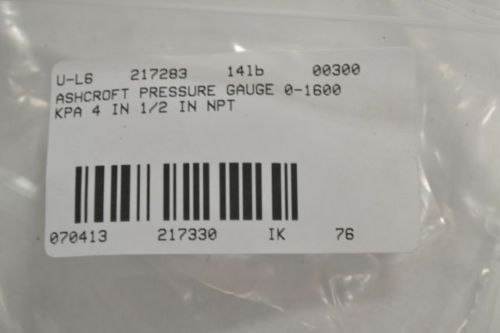 U-L6 217283 14lb 00300
ASHCROFT PRESSURE GAUGE 0-1600
KPA 4 IN 1/2 IN NPT
070413 217330 IK 76